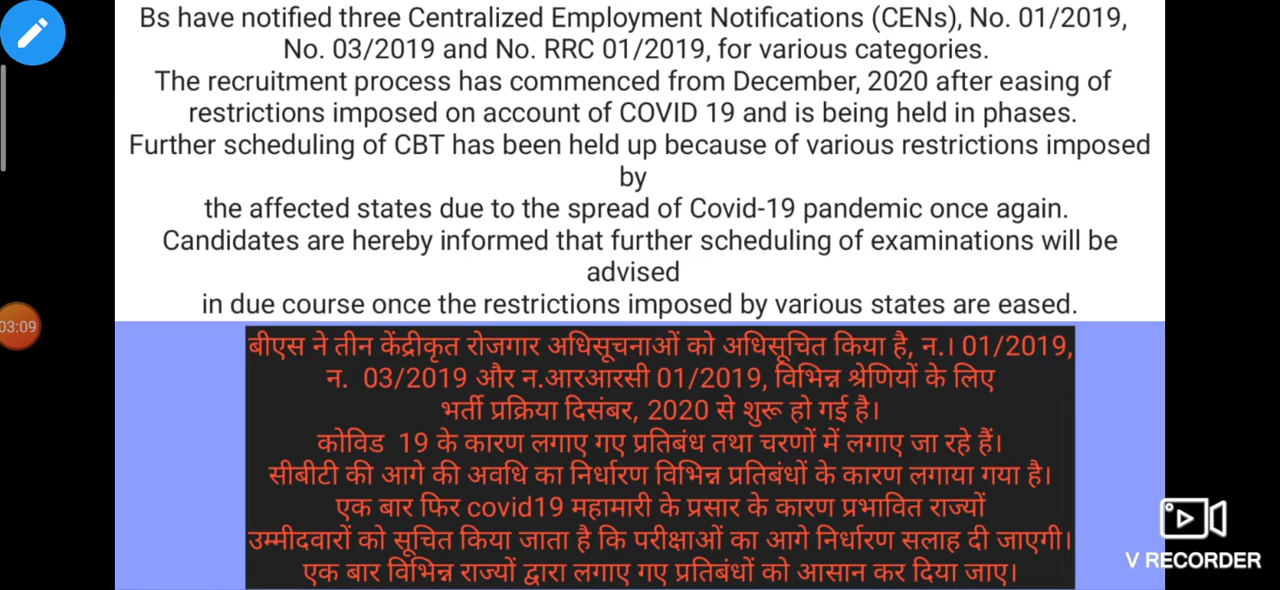 Bs have notified three Centralized Employment Notifications (CENs), No. 01/2019,
No. 03/2019 and No. RRC 01/2019, for various categories.
The recruitment process has commenced from December, 2020 after easing of
restrictions imposed on account of COVID 19 and is being held in phases.
Further scheduling of CBT has been held up because of various restrictions imposed
by
the affected states due to the spread of Covid-19 pandemic once again.
Candidates are hereby informed that further scheduling of examinations will be
advised
in due course once the restrictions imposed by various states are eased.
03:09
बीएस ने तीन केंद्रीकृत रोजगार अधिसूचनाओं को अधिसूचित किया है, न.। 01/2019,
न. 03/2019 और न.आरआरसी 01/2019, विभिन्न श्रेणियों के लिए
भर्ती प्रक्रिया दिसंबर, 2020 से शुरू हो गई है।
कोविड 19 के कारण लगाए गए प्रतिबंध तथा चरणों में लगाए जा रहे हैं।
सीबीटी की आगे की अवधि का निर्धारण विभिन्न प्रतिबंधों के कारण लगाया गया है।
एक बार फिर covid19 महामारी के प्रसार के कारण प्रभावित राज्यों
उम्मीदवारों को सूचित किया जाता है कि परीक्षाओं का आगे निर्धारण सलाह दी जाएगी।
एक बार विभिन्न राज्यों द्वारा लगाए गए प्रतिबंधों को आसान कर दिया जाए।
V RECORDER